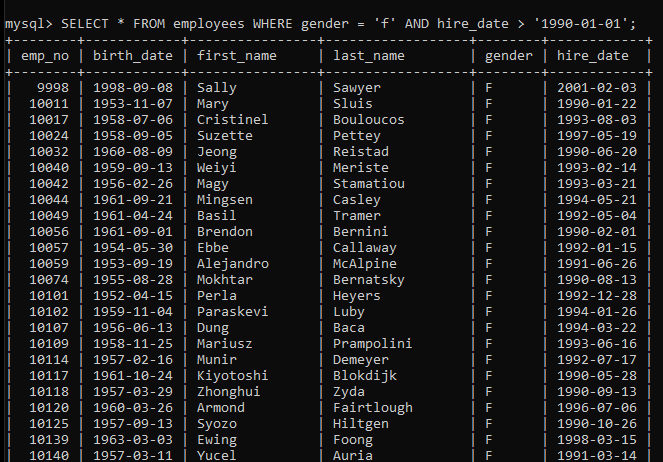 mysql> SELECT * FROM employees WHERE gender = 'f' AND hire_date > '1990-01-01';
+--------+------------+----------------+------------------+--------+------------+
| emp_no | birth_date | first_name | last_name | gender | hire_date |
+--------+------------+----------------+------------------+--------+------------+
| 9998 | 1998-09-08 | Sally | Sawyer | F | 2001-02-03 |
| 10011 | 1953-11-07 | Mary | Sluis | F | 1990-01-22 |
| 10017 | 1958-07-06 | Cristinel | Bouloucos | F | 1993-08-03 |
| 10024 | 1958-09-05 | Suzette | Pettey | F | 1997-05-19 |
| 10032 | 1960-08-09 | Jeong | Reistad | F | 1990-06-20 |
| 10040 | 1959-09-13 | Weiyi | Meriste | F | 1993-02-14 |
| 10042 | 1956-02-26 | Magy | Stamatiou | F | 1993-03-21 |
| 10044 | 1961-09-21 | Mingsen | Casley | F | 1994-05-21 |
| 10049 | 1961-04-24 | Basil | Tramer | F | 1992-05-04 |
| 10056 | 1961-09-01 | Brendon | Bernini | F | 1990-02-01 |
| 10057 | 1954-05-30 | Ebbe | Callaway | F | 1992-01-15 |
| 10059 | 1953-09-19 | Alejandro | McAlpine | F | 1991-06-26 |
| 10074 | 1955-08-28 | Mokhtar | Bernatsky | F | 1990-08-13 |
| 10101 | 1952-04-15 | Perla | Heyers | F | 1992-12-28 |
| 10102 | 1959-11-04 | Paraskevi | Luby | F | 1994-01-26 |
| 10107 | 1956-06-13 | Dung | Baca | F | 1994-03-22 |
| 10109 | 1958-11-25 | Mariusz | Prampolini | F | 1993-06-16 |
| 10114 | 1957-02-16 | Munir | Demeyer | F | 1992-07-17 |
| 10117 | 1961-10-24 | Kiyotoshi | Blokdijk | F | 1990-05-28 |
| 10118 | 1957-03-29 | Zhonghui | Zyda | F | 1990-09-13 |
| 10120 | 1960-03-26 | Armond | Fairtlough | F | 1996-07-06 |
| 10125 | 1957-09-13 | Syozo | Hiltgen | F | 1990-10-26 |
| 10139 | 1963-03-03 | Ewing | Foong | F | 1998-03-15 |
| 10140 | 1957-03-11 | Yucel | Auria | F | 1991-03-14 |